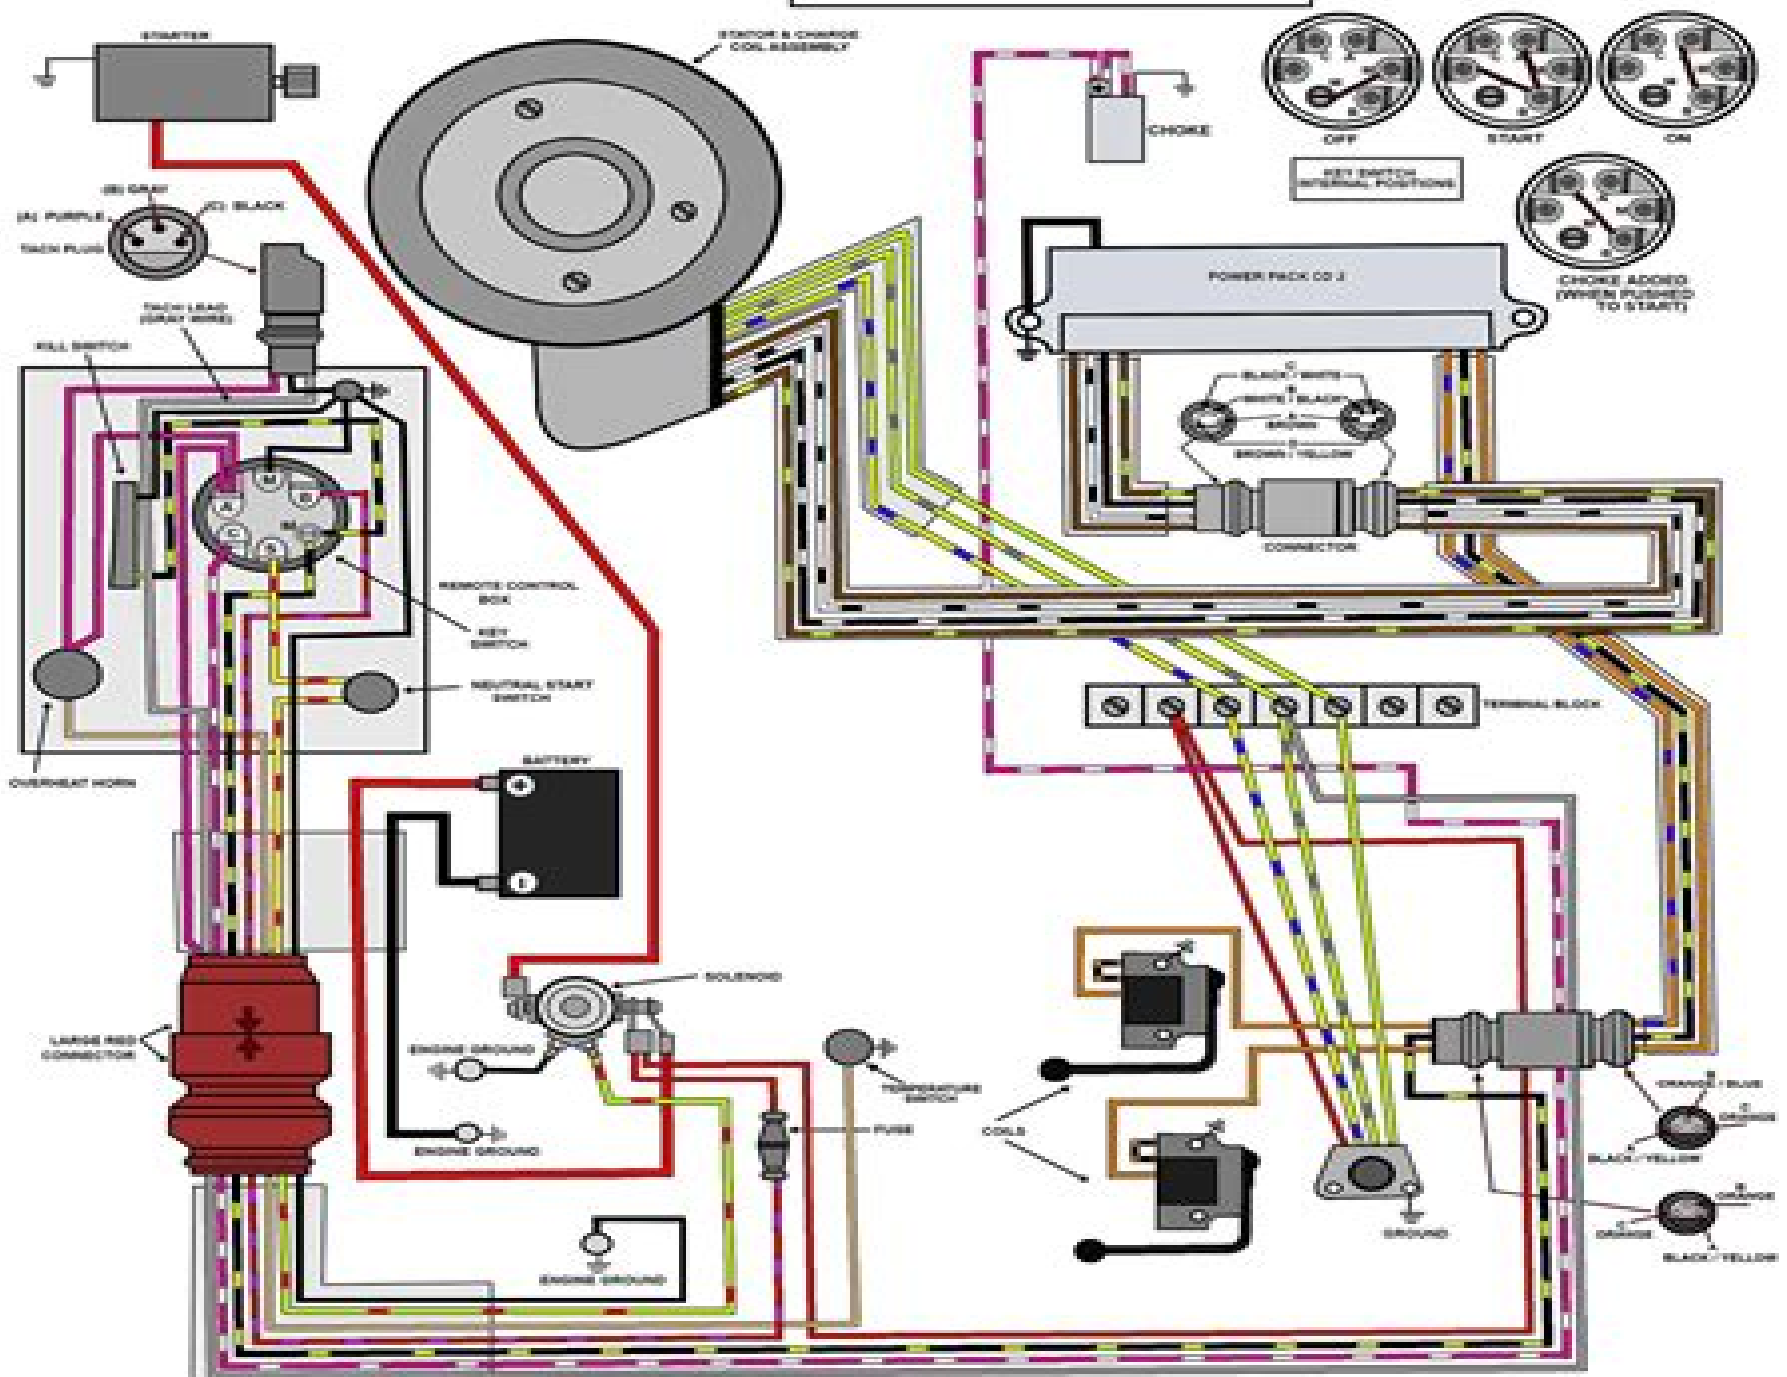 STARTER
STATOR & CHARGE
COIL ASSEMBLY
CHOKE
OFF
START
ON
KEY SWITCH
INTERNAL POSITIONS
CHOKE ADDED
(WHEN PUSHED
TO START)
(B) GRAY
(A) PURPLE
(C) BLACK
TACH PLUG
TACH LEAD
(GRAY WIRE)
KILL SWITCH
POWER PACK CD 2
C
BLACK / WHITE
B
WHITE / BLACK
A
BROWN
D
BROWN / YELLOW
CONNECTOR
M
B
A
M
C
S
REMOTE CONTROL
BOX
KEY
SWITCH
NEUTRAL START
SWITCH
OVERHEAT HORN
TERMINAL BLOCK
BATTERY
+
-
SOLENOID
LARGE RED
CONNECTOR
ENGINE GROUND
ENGINE GROUND
TEMPERATURE
SWITCH
FUSE
COILS
ENGINE GROUND
GROUND
B
ORANGE / BLUE
C
ORANGE
BLACK / YELLOW
B
ORANGE
C
ORANGE
A
BLACK / YELLOW